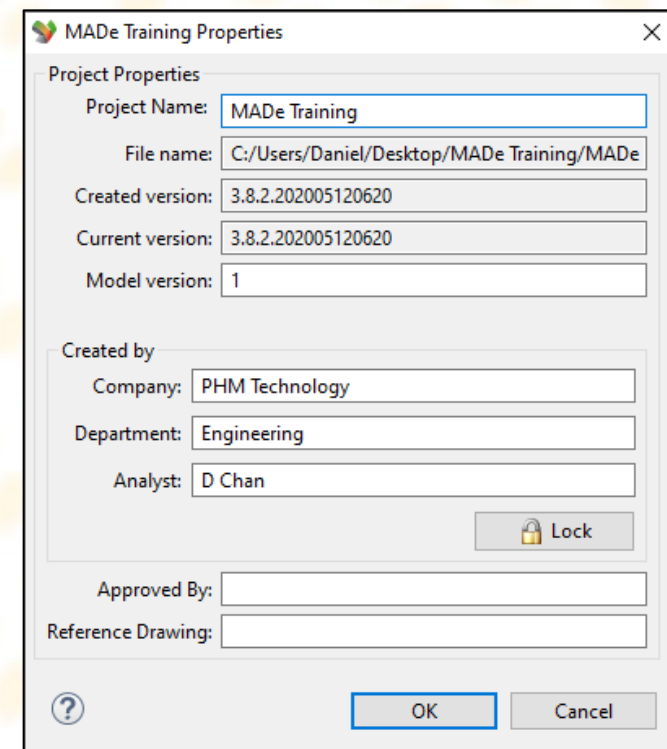 MADe Training Properties
Project Properties
Project Name: MADe Training
File name: C:/Users/Daniel/Desktop/MADe Training/MADe
Created version: 3.8.2.202005120620
Current version: 3.8.2.202005120620
Model version: 1
Created by
Company: PHM Technology
Department: Engineering
Analyst: D Chan
Lock
Approved By:
Reference Drawing:
? OK Cancel